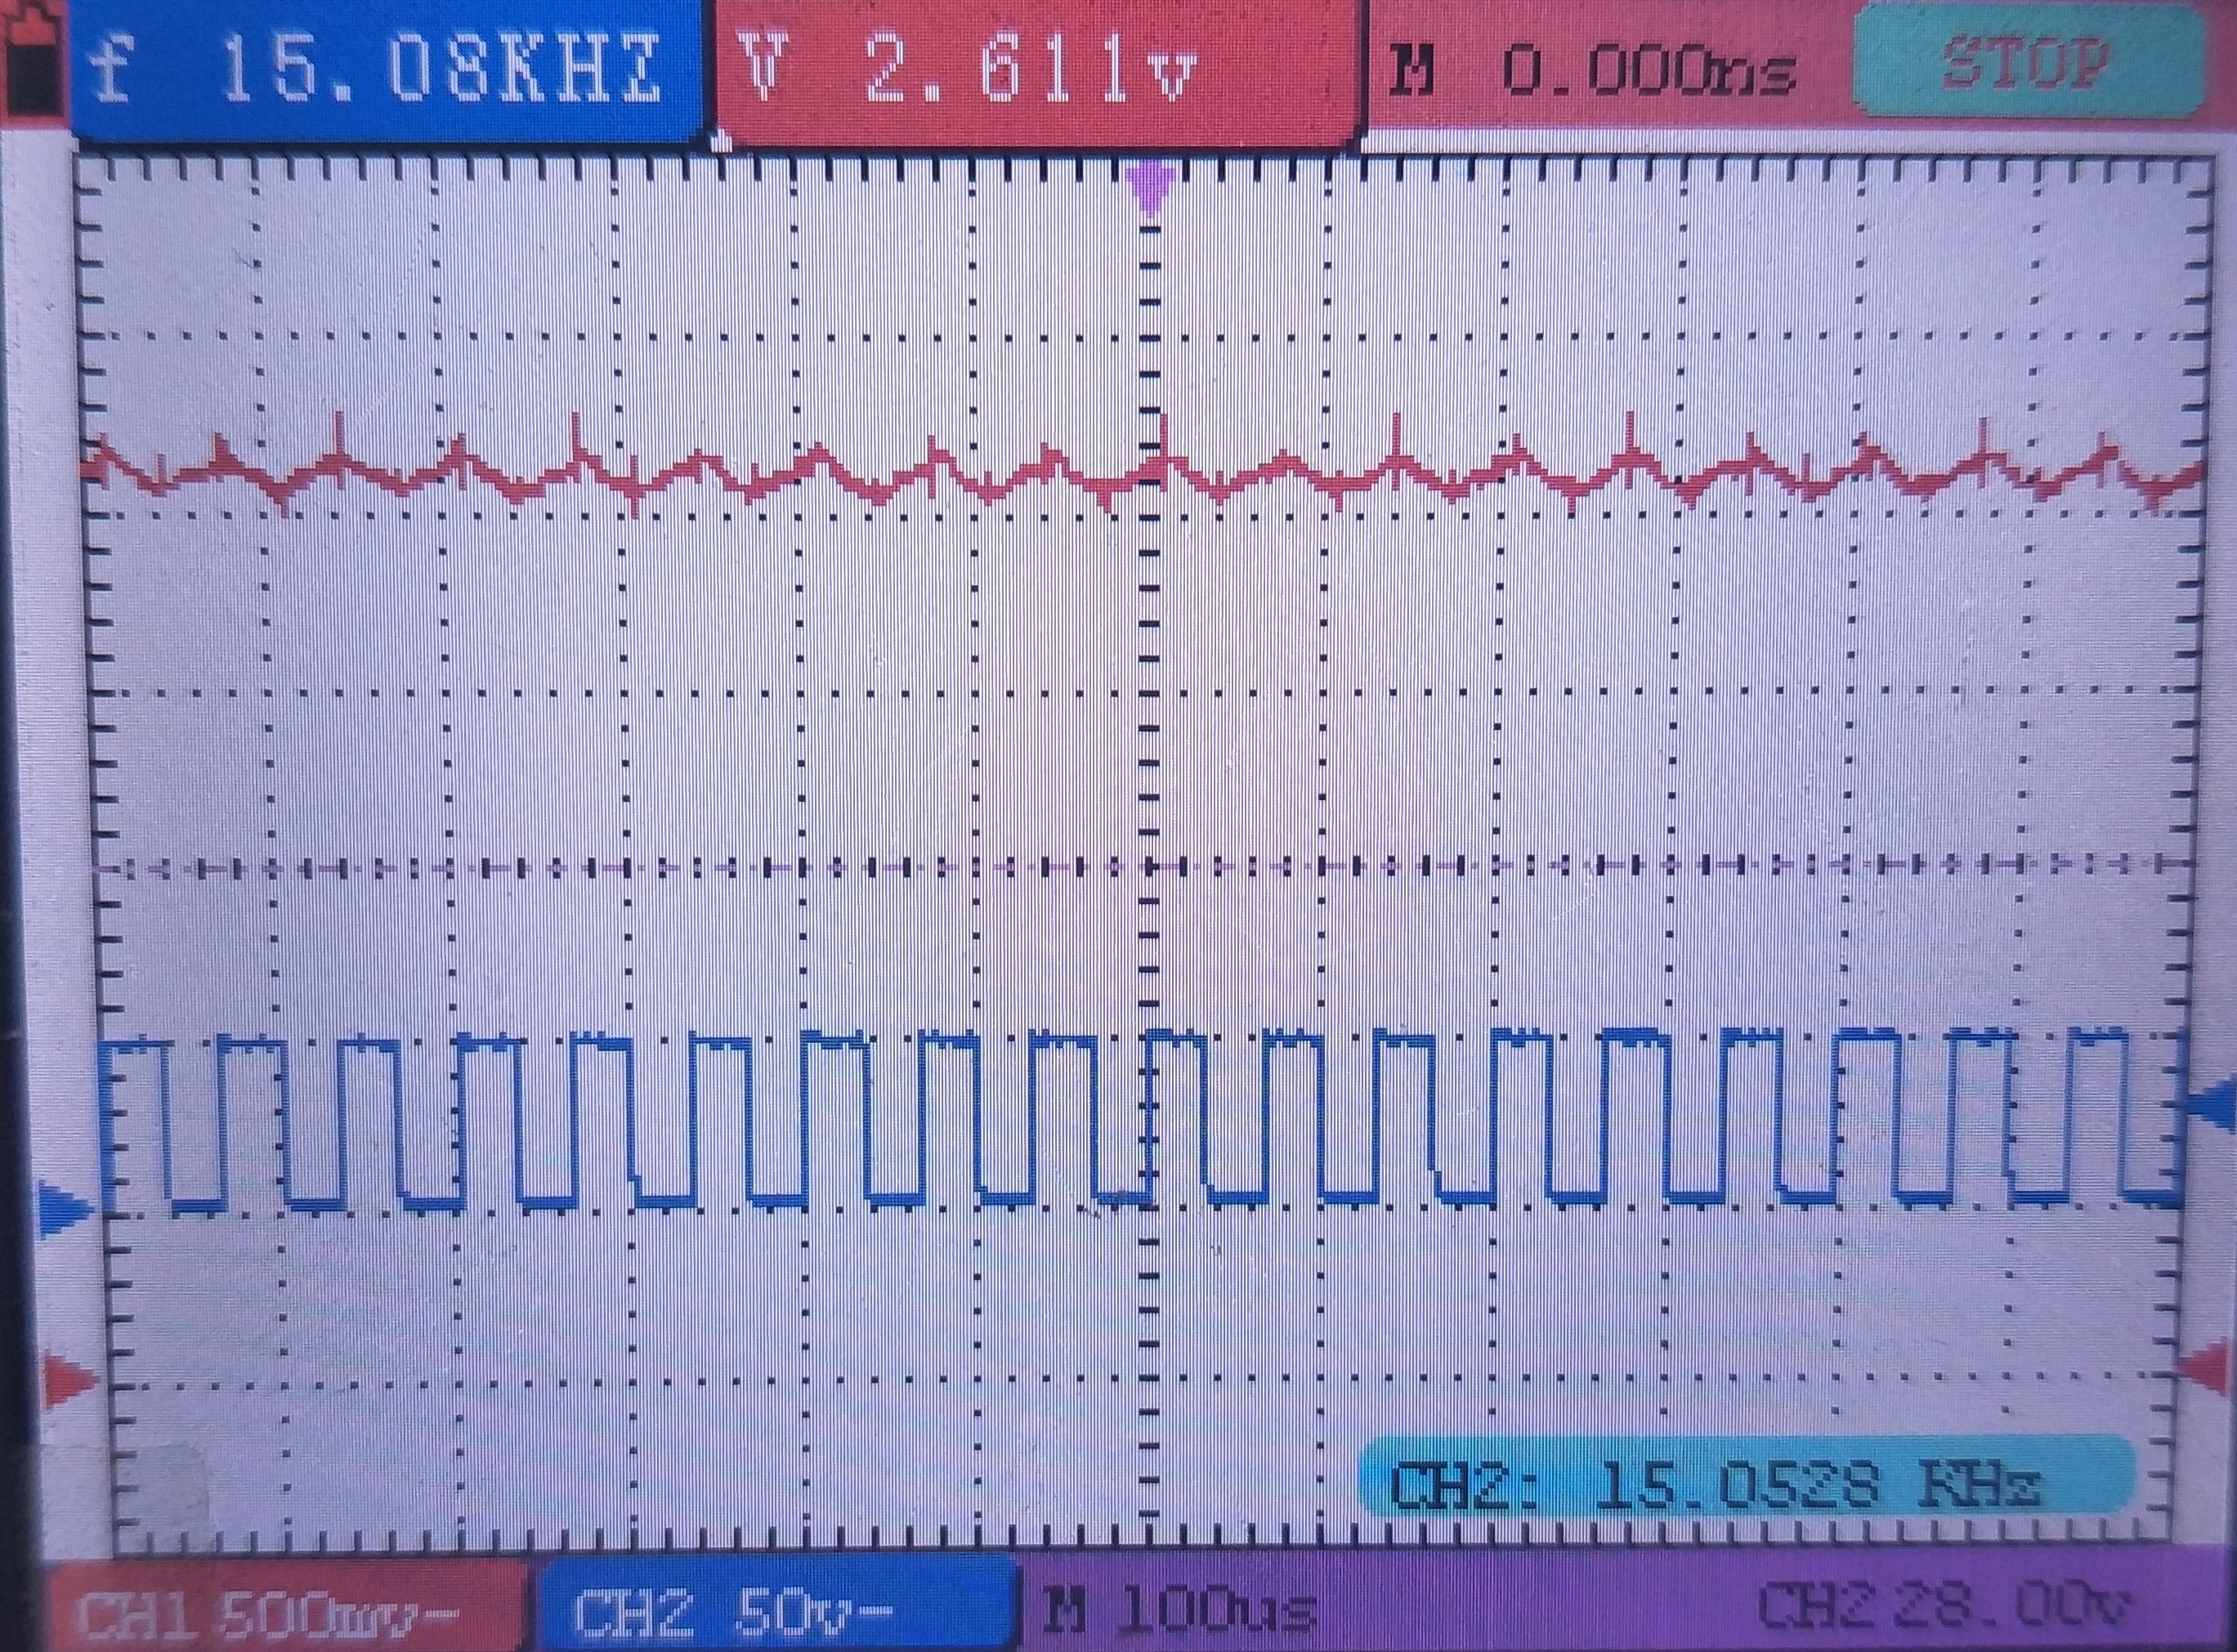 f 15.08KHZ V 2.611v M 0.000ns STOP
CH2: 15.0528 KHz
CH1 500mv- CH2 50v- M 100us CH2 28.00v